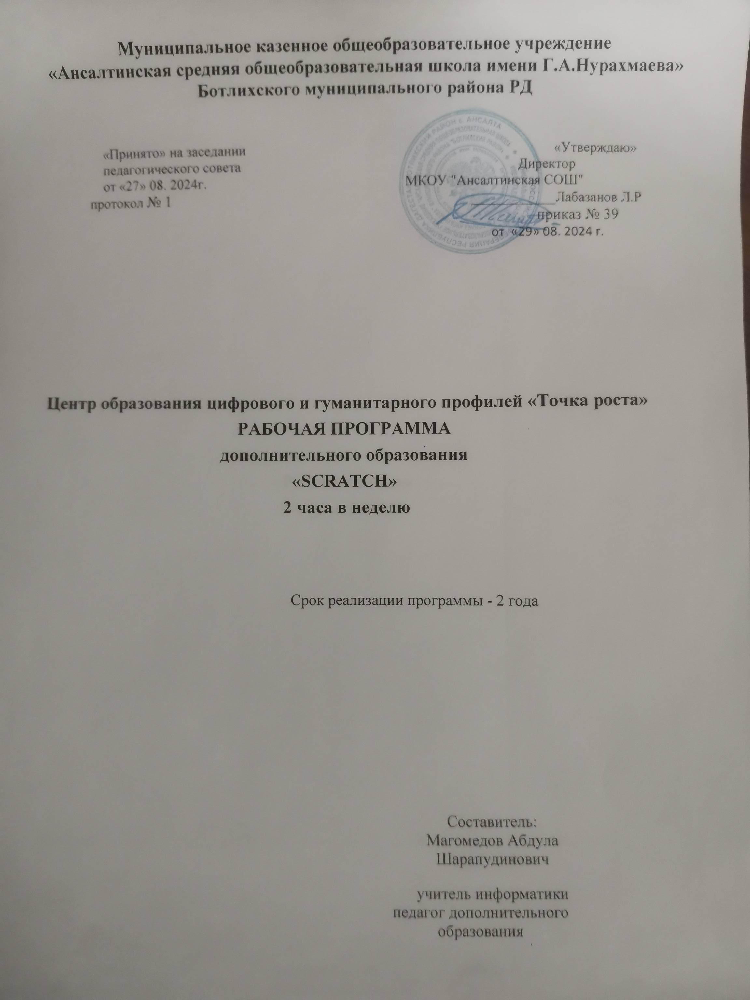 Муниципальное казенное общеобразовательное учреждение
«Ансалтинская средняя общеобразовательная школа имени Г.А.Нурахмаева»
Ботлихского муниципального района РД
«Принято» на заседании
педагогического совета
от «27» 08. 2024г.
протокол № 1
«Утверждаю»
Директор
МКОУ "Ансалтинская СОШ"
_____________Лабазанов Л.Р
приказ № 39
от «29» 08. 2024 г.
Центр образования цифрового и гуманитарного профилей «Точка роста»
РАБОЧАЯ ПРОГРАММА
дополнительного образования
«SCRATCH»
2 часа в неделю
Срок реализации программы - 2 года
Составитель:
Магомедов Абдула
Шарапудинович
учитель информатики
педагог дополнительного
образования